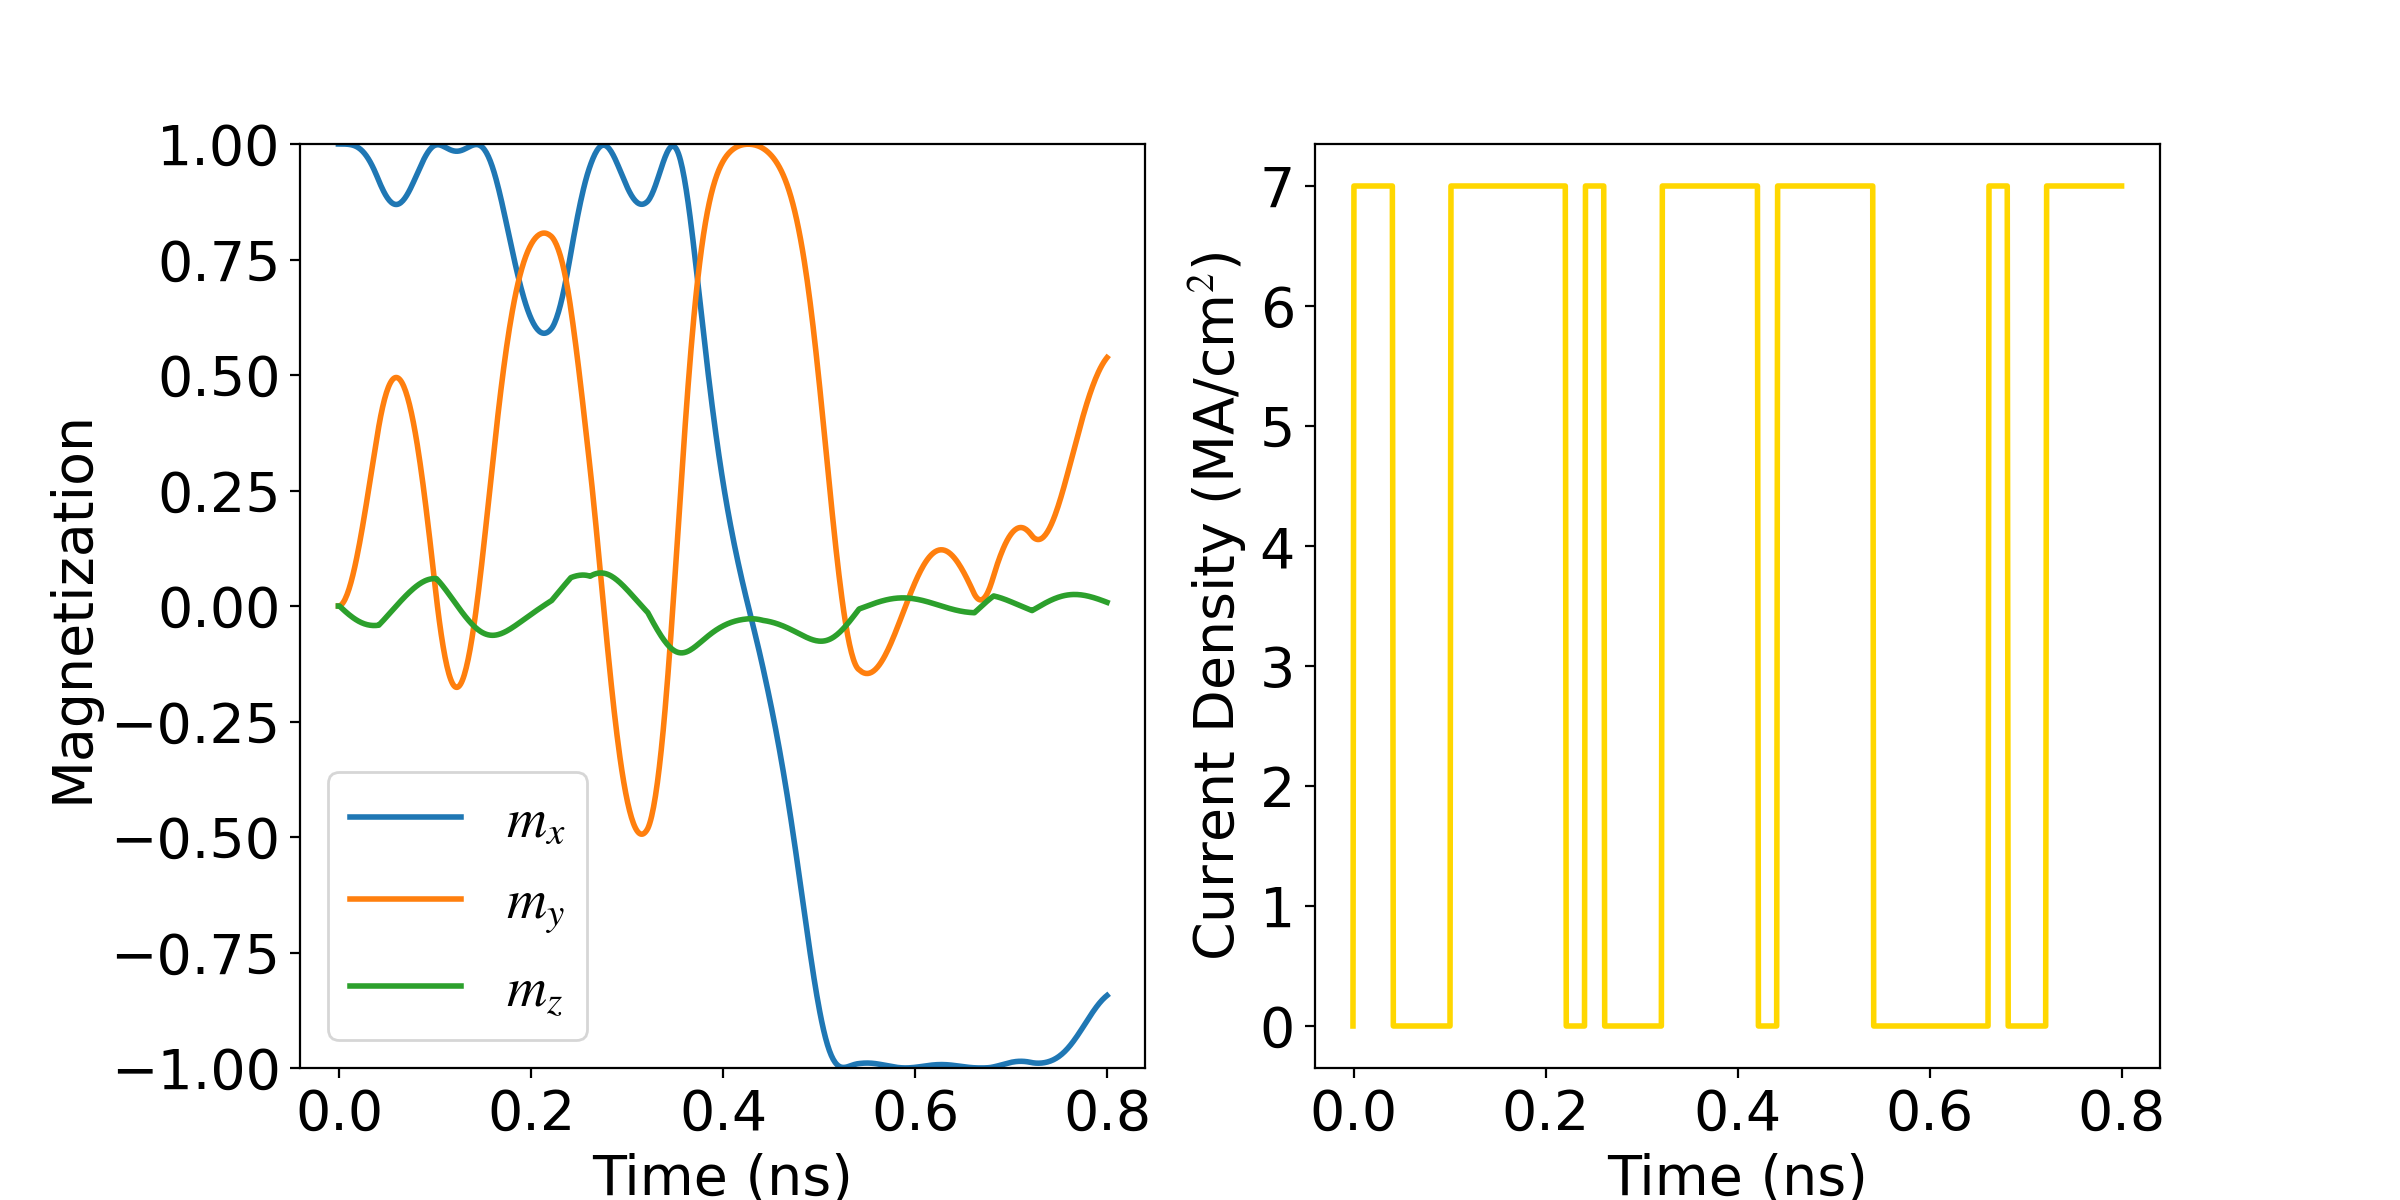 Magnetization
1.00
0.75
0.50
0.25
0.00
−0.25
−0.50
−0.75
−1.00
0.0 0.2 0.4 0.6 0.8
Time (ns)
m_x
m_y
m_z
Current Density (MA/cm²)
7
6
5
4
3
2
1
0
0.0 0.2 0.4 0.6 0.8
Time (ns)